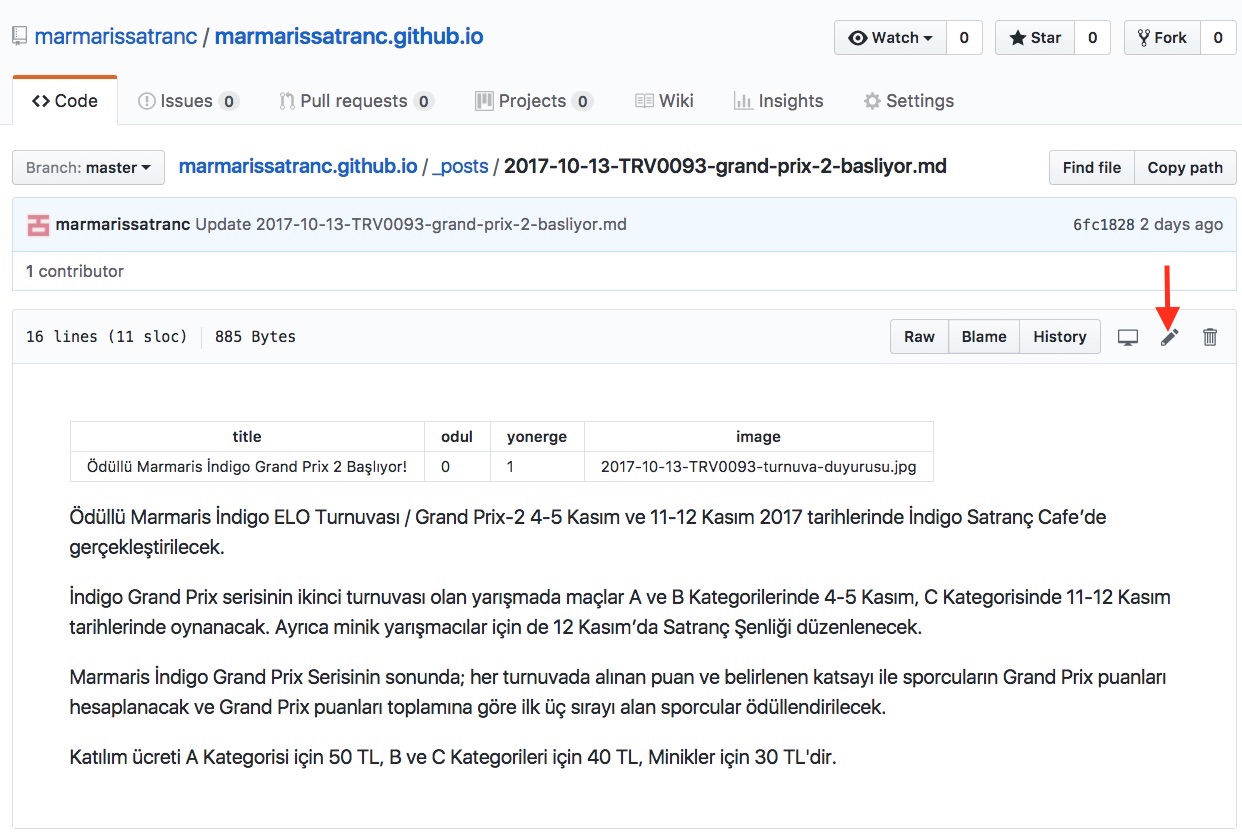 marmarissatranc / marmarissatranc.github.io
Watch 0 Star 0 Fork 0
Code Issues 0 Pull requests 0 Projects 0 Wiki Insights Settings
Branch: master marmarissatranc.github.io / _posts / 2017-10-13-TRV0093-grand-prix-2-basliyor.md Find file Copy path
marmarissatranc Update 2017-10-13-TRV0093-grand-prix-2-basliyor.md 6fc1828 2 days ago
1 contributor
16 lines (11 sloc) 885 Bytes Raw Blame History
title odul yonerge image
Ödüllü Marmaris İndigo Grand Prix 2 Başlıyor! 0 1 2017-10-13-TRV0093-turnuva-duyurusu.jpg
Ödüllü Marmaris İndigo ELO Turnuvası / Grand Prix-2 4-5 Kasım ve 11-12 Kasım 2017 tarihlerinde İndigo Satranç Cafe’de
gerçekleştirilecek.
İndigo Grand Prix serisinin ikinci turnuvası olan yarışmada maçlar A ve B Kategorilerinde 4-5 Kasım, C Kategorisinde 11-12 Kasım
tarihlerinde oynanacak. Ayrıca minik yarışmacılar için de 12 Kasım’da Satranç Şenliği düzenlenecek.
Marmaris İndigo Grand Prix Serisinin sonunda; her turnuvada alınan puan ve belirlenen katsayı ile sporcuların Grand Prix puanları
hesaplanacak ve Grand Prix puanları toplamına göre ilk üç sırayı alan sporcular ödüllendirilecek.
Katılım ücreti A Kategorisi için 50 TL, B ve C Kategorileri için 40 TL, Minikler için 30 TL'dir.